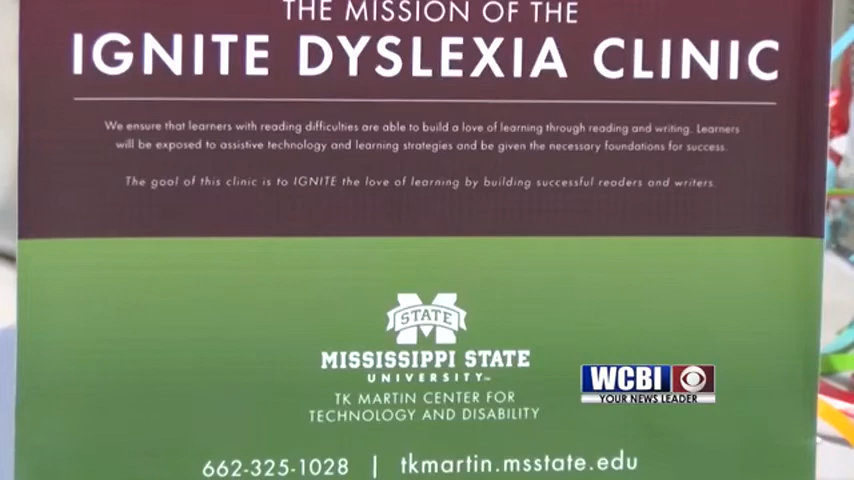 THE MISSION OF THE
IGNITE DYSLEXIA CLINIC
We ensure that learners with reading difficulties are able to build a love of learning through reading and writing. Learners
will be exposed to assistive technology and learning strategies and be given the necessary foundations for success.
The goal of this clinic is to IGNITE the love of learning by building successful readers and writers.
STATE
MISSISSIPPI STATE
UNIVERSITY™
TK MARTIN CENTER FOR
TECHNOLOGY AND DISABILITY
WCBI
YOUR NEWS LEADER
662-325-1028 | tkmartin.msstate.edu